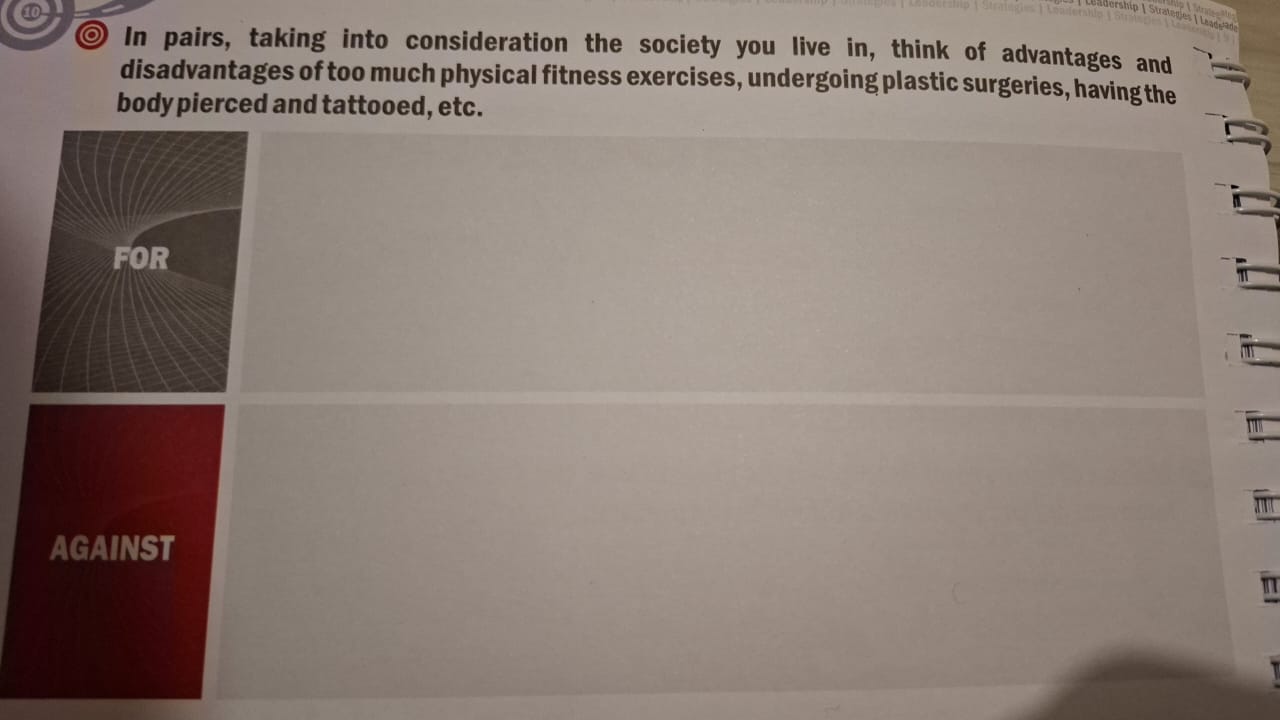 10
Leadership | Strategies | Leadership | Strategies | Leadership
In pairs, taking into consideration the society you live in, think of advantages and
disadvantages of too much physical fitness exercises, undergoing plastic surgeries, having the
body pierced and tattooed, etc.
FOR
AGAINST